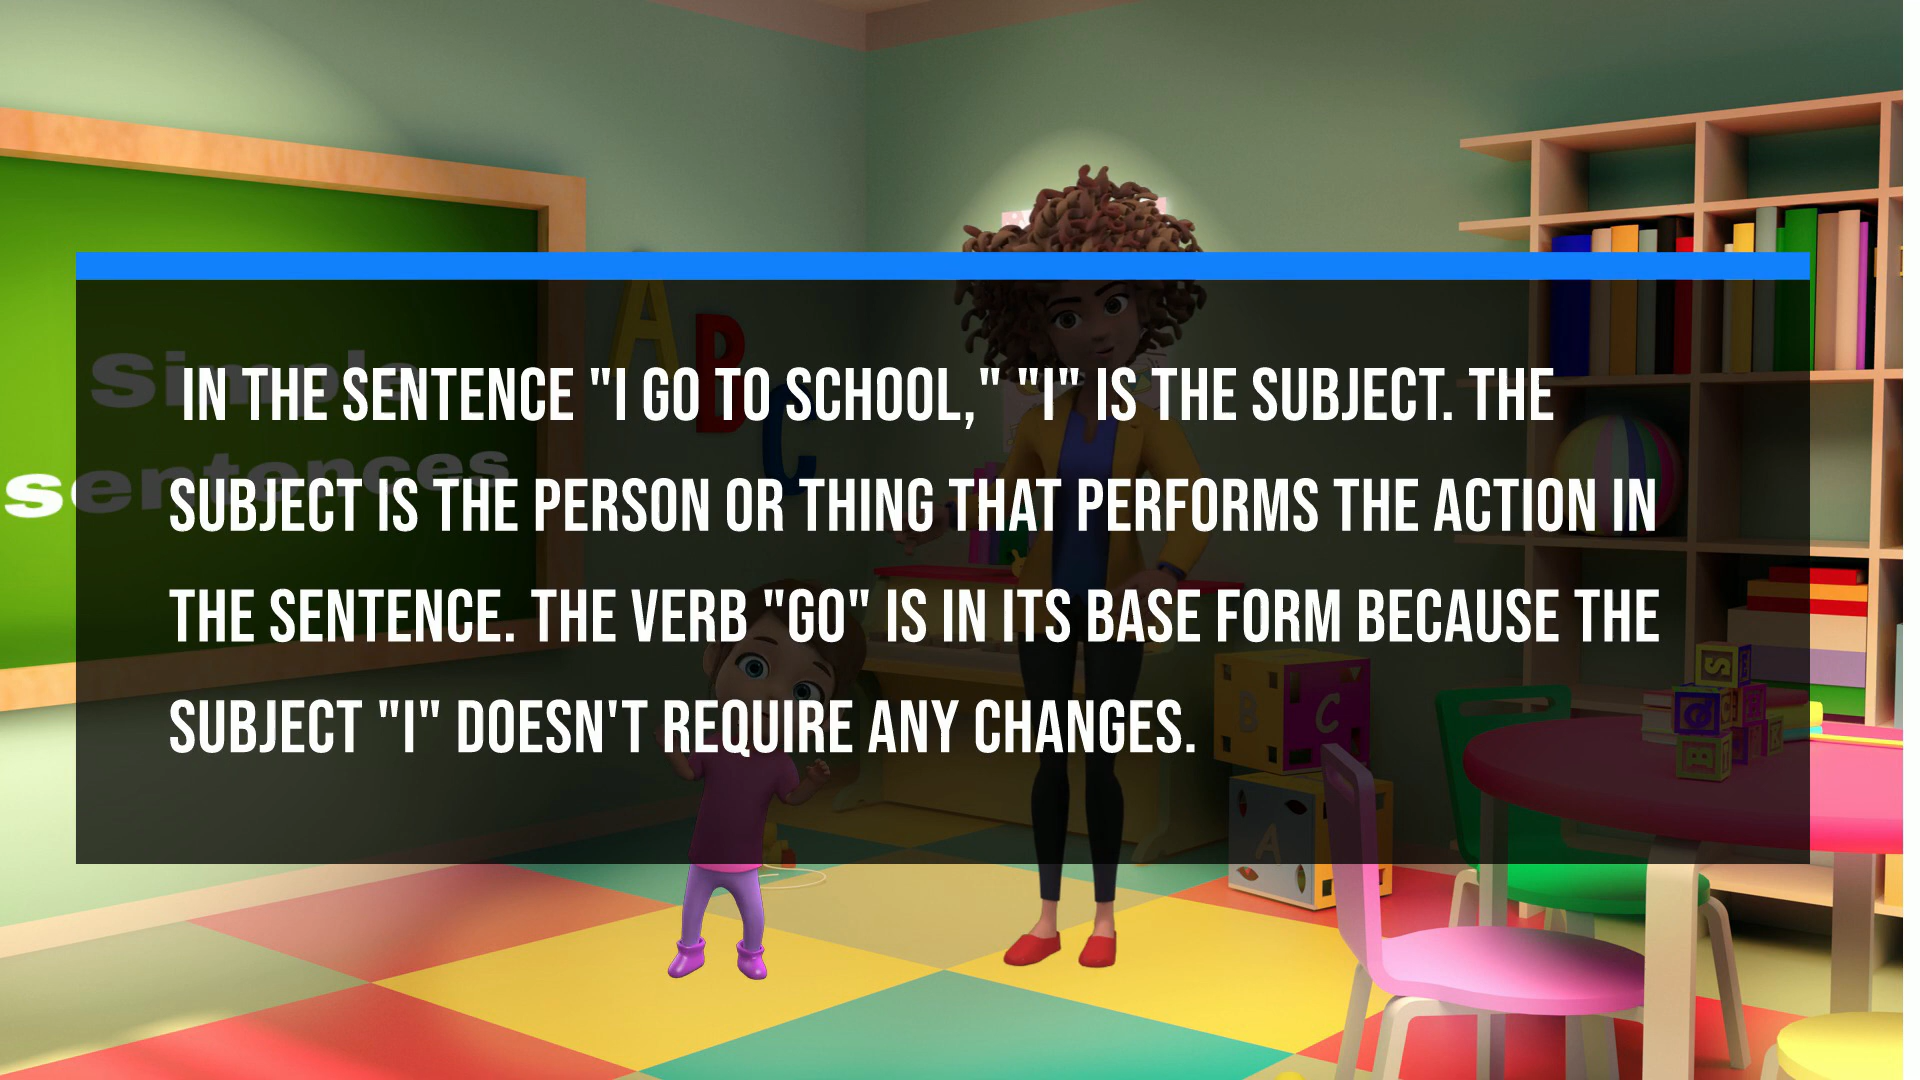 Simple
sentences
A
B
C
IN THE SENTENCE "I GO TO SCHOOL," "I" IS THE SUBJECT. THE
SUBJECT IS THE PERSON OR THING THAT PERFORMS THE ACTION IN
THE SENTENCE. THE VERB "GO" IS IN ITS BASE FORM BECAUSE THE
SUBJECT "I" DOESN'T REQUIRE ANY CHANGES.
B C
A